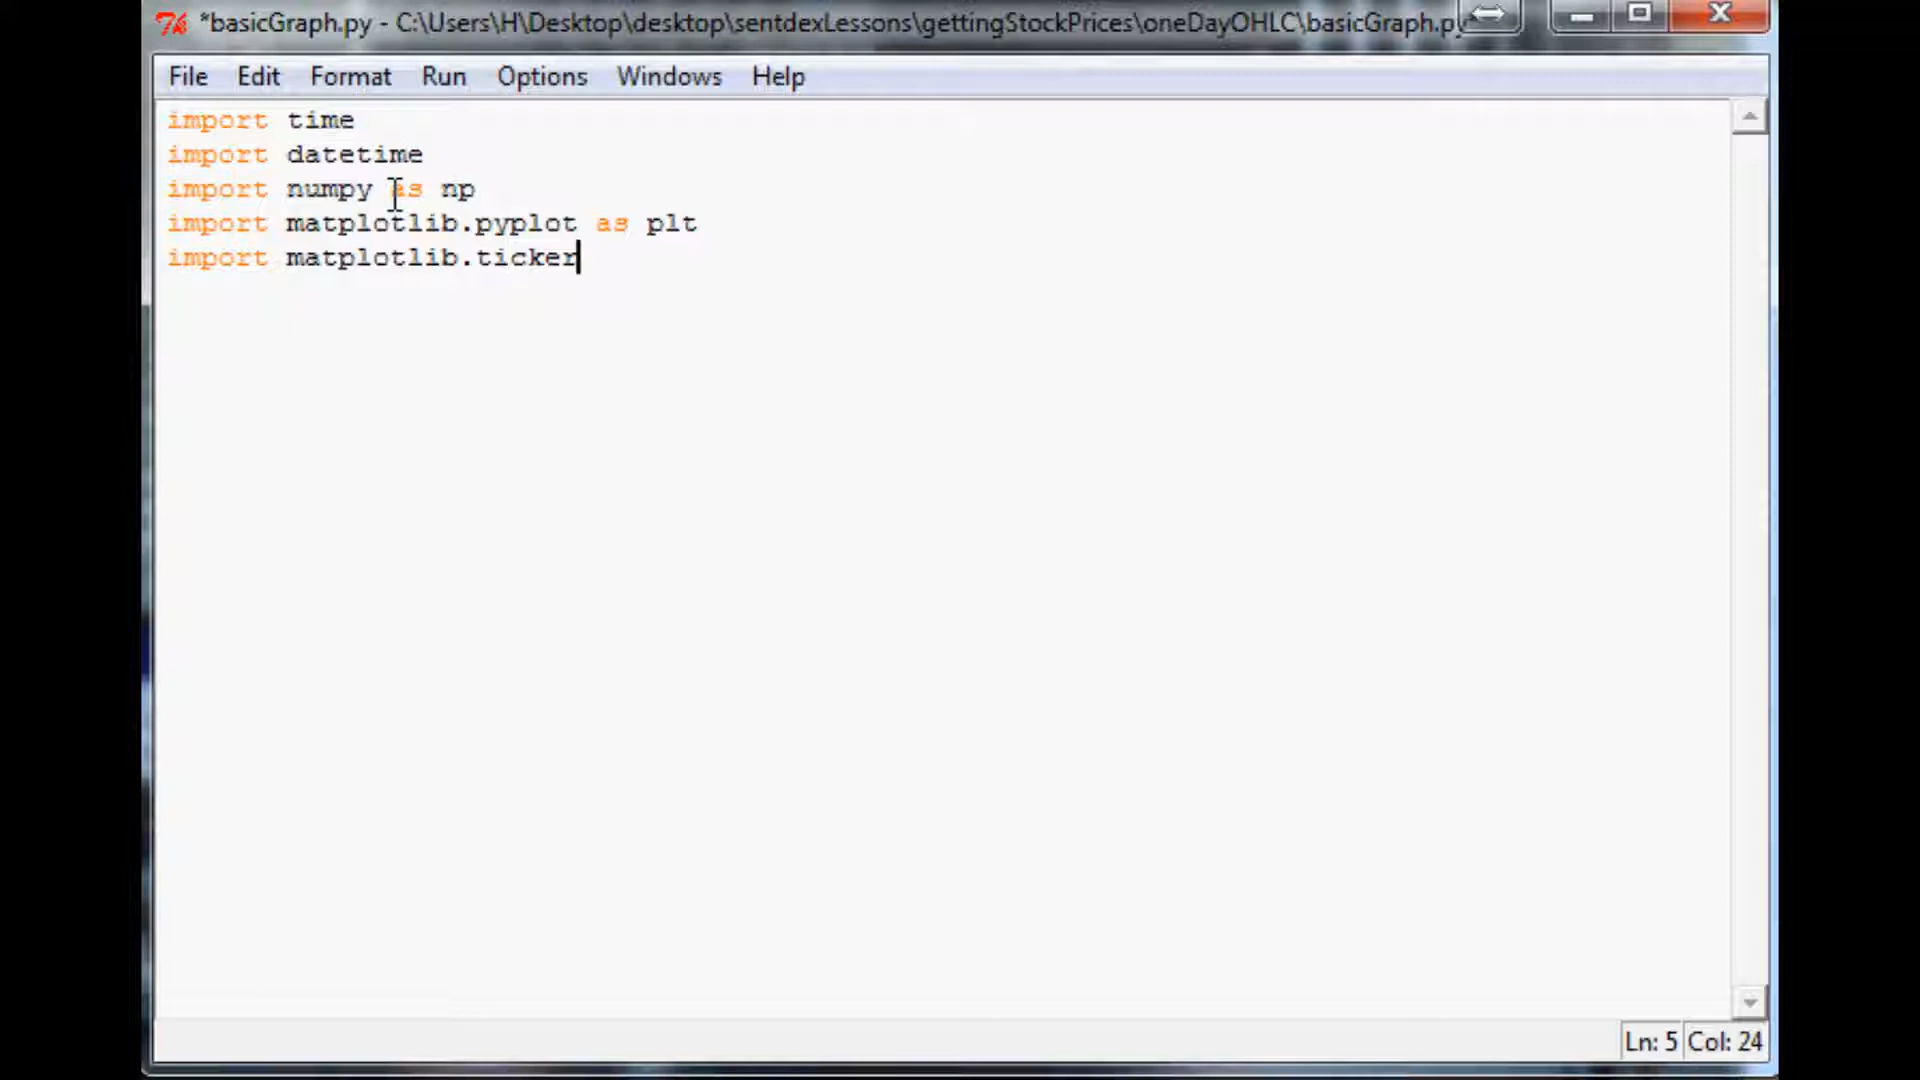 *basicGraph.py - C:\Users\H\Desktop\desktop\sentdexLessons\gettingStockPrices\oneDayOHLC\basicGraph.py
File Edit Format Run Options Windows Help
import time
import datetime
import numpy as np
import matplotlib.pyplot as plt
import matplotlib.ticker
Ln: 5 Col: 24